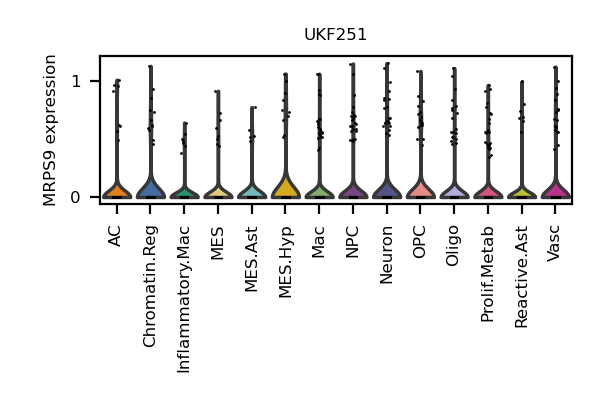 UKF251
MRPS9 expression
1
0
AC
Chromatin.Reg
Inflammatory.Mac
MES
MES.Ast
MES.Hyp
Mac
NPC
Neuron
OPC
Oligo
Prolif.Metab
Reactive.Ast
Vasc